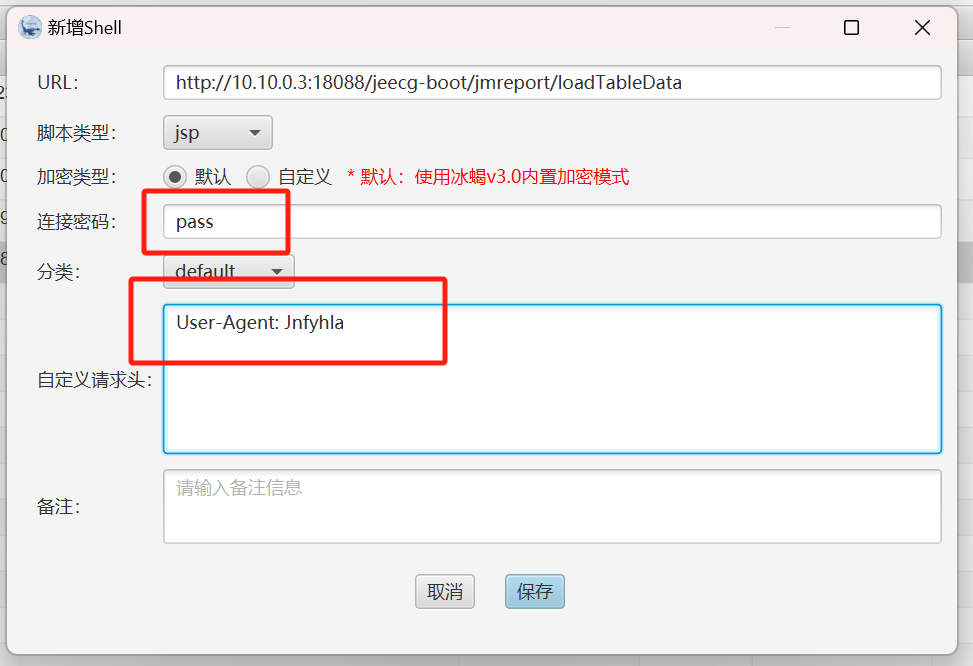 新增Shell
URL: http://10.10.0.3:18088/jeecg-boot/jmreport/loadTableData
脚本类型: jsp
加密类型: 默认 自定义 * 默认：使用冰蝎v3.0内置加密模式
连接密码: pass
分类: default
User-Agent: Jnfyhla
自定义请求头:
备注: 请输入备注信息
取消 保存